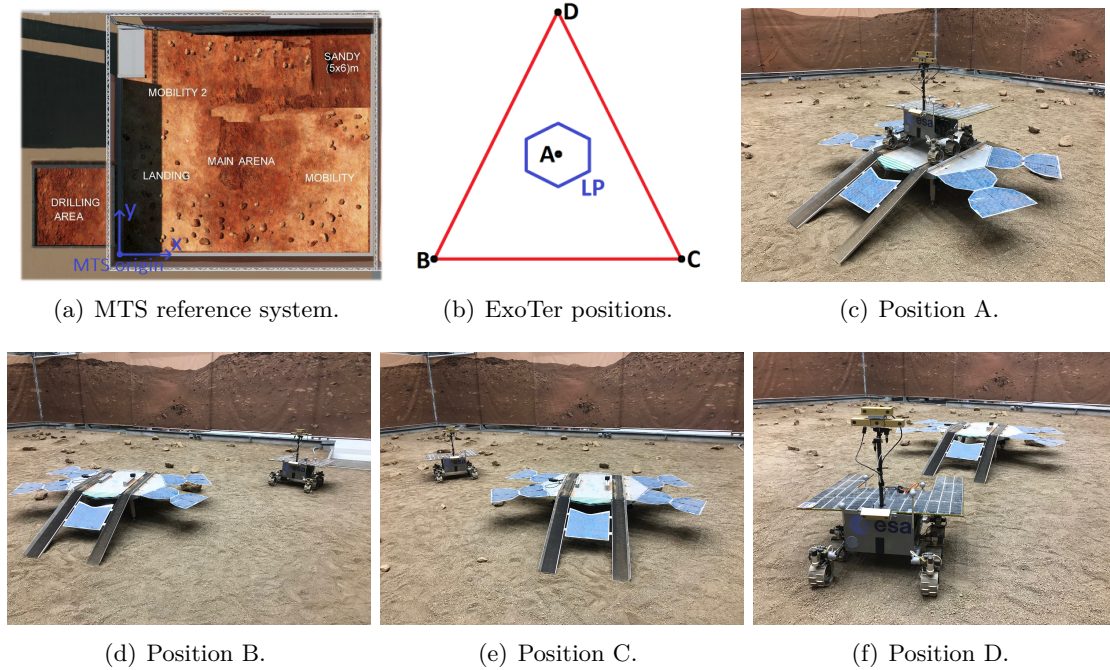 SANDY
(5x6)m
MOBILITY 2
MAIN ARENA
LANDING
MOBILITY
DRILLING
AREA
y
x
MTS origin
D
A
LP
B
C
esa
(a) MTS reference system.
(b) ExoTer positions.
(c) Position A.
(d) Position B.
(e) Position C.
esa
(f) Position D.